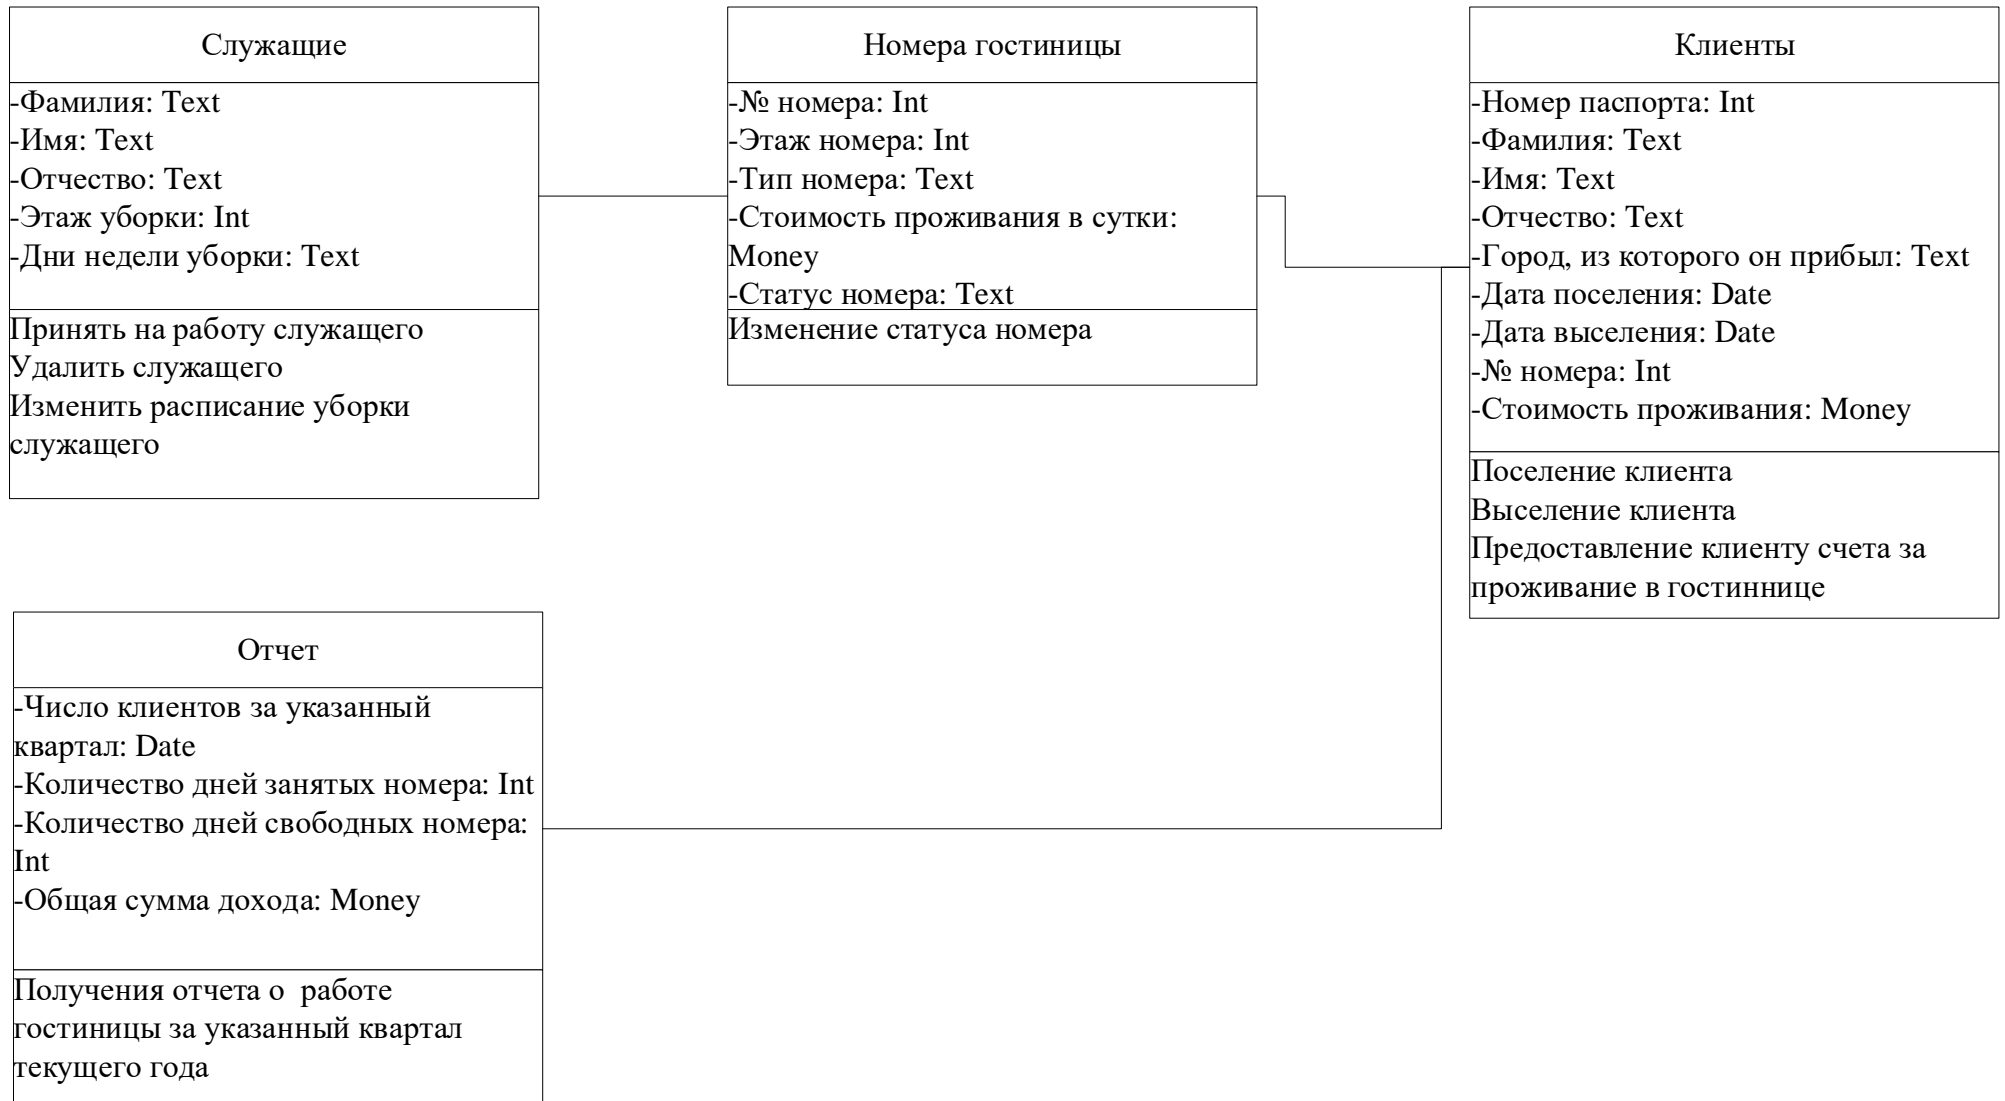 Служащие
-Фамилия: Text
-Имя: Text
-Отчество: Text
-Этаж уборки: Int
-Дни недели уборки: Text
Принять на работу служащего
Удалить служащего
Изменить расписание уборки
служащего
Номера гостиницы
-№ номера: Int
-Этаж номера: Int
-Тип номера: Text
-Стоимость проживания в сутки:
Money
-Статус номера: Text
Изменение статуса номера
Клиенты
-Номер паспорта: Int
-Фамилия: Text
-Имя: Text
-Отчество: Text
-Город, из которого он прибыл: Text
-Дата поселения: Date
-Дата выселения: Date
-№ номера: Int
-Стоимость проживания: Money
Поселение клиента
Выселение клиента
Предоставление клиенту счета за
проживание в гостиннице
Отчет
-Число клиентов за указанный
квартал: Date
-Количество дней занятых номера: Int
-Количество дней свободных номера:
Int
-Общая сумма дохода: Money
Получения отчета о  работе
гостиницы за указанный квартал
текущего года